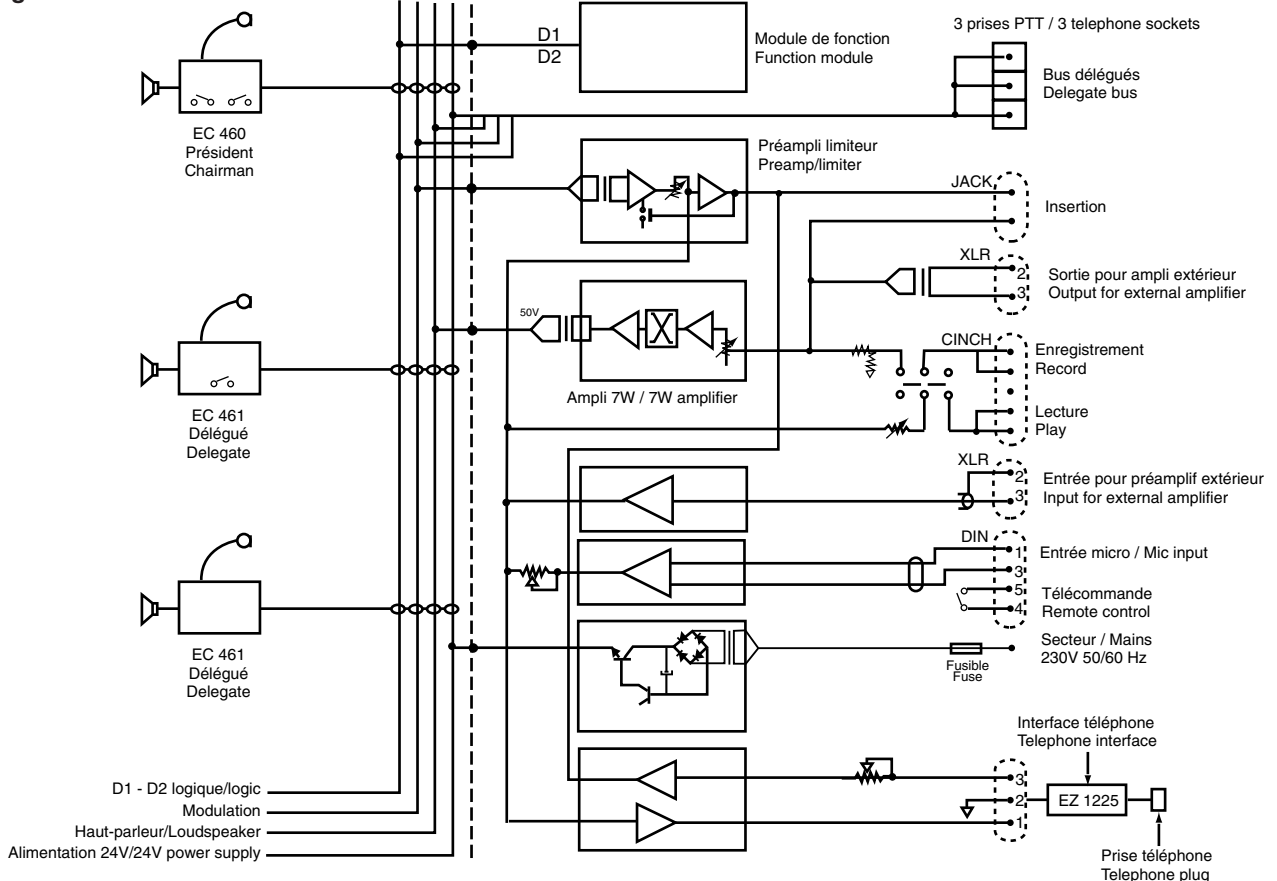 g
3 prises PTT / 3 telephone sockets
D1
D2
Module de fonction
Function module
Bus délégués
Delegate bus
EC 460
Président
Chairman
Préampli limiteur
Preamp/limiter
JACK
Insertion
XLR
2
3
Sortie pour ampli extérieur
Output for external amplifier
50V
Ampli 7W / 7W amplifier
CINCH
Enregistrement
Record
Lecture
Play
EC 461
Délégué
Delegate
XLR
2
3
Entrée pour préamplif extérieur
Input for external amplifier
DIN
1
3
5
4
Entrée micro / Mic input
Télécommande
Remote control
EC 461
Délégué
Delegate
Fusible
Fuse
Secteur / Mains
230V 50/60 Hz
Interface téléphone
Telephone interface
3
2
1
EZ 1225
Prise téléphone
Telephone plug
D1 - D2 logique/logic
Modulation
Haut-parleur/Loudspeaker
Alimentation 24V/24V power supply